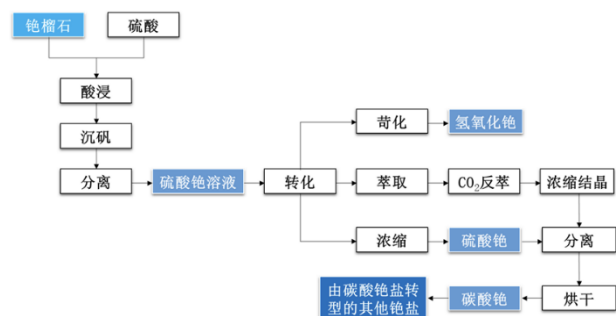 铯榴石
硫酸
酸浸
沉矾
分离
硫酸铯溶液
转化
苛化
氢氧化铯
萃取
CO₂反萃
浓缩结晶
浓缩
硫酸铯
分离
由碳酸铯盐转
型的其他铯盐
碳酸铯
烘干